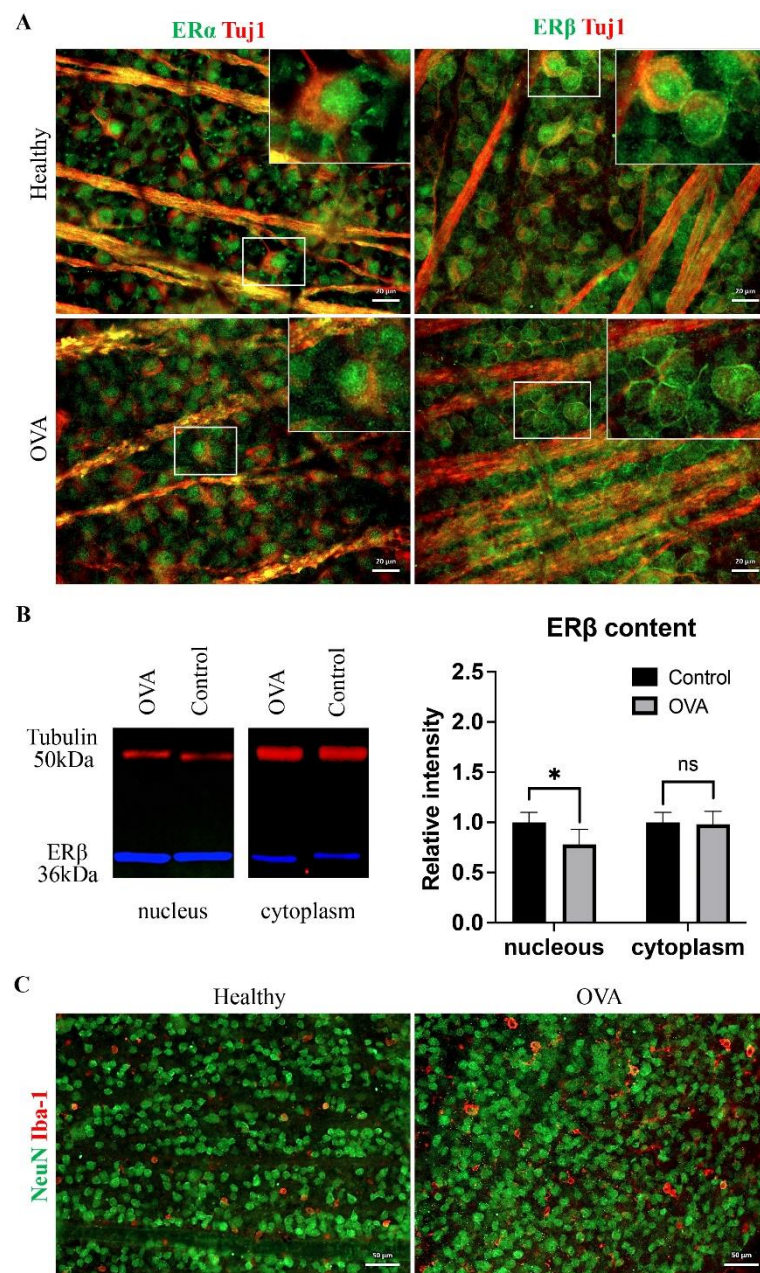 A
ERα Tuj1
ERβ Tuj1
Healthy
20 µm
20 µm
OVA
20 µm
20 µm
B
OVA
Control
OVA
Control
Tubulin
50kDa
ERβ
36kDa
nucleus
cytoplasm
ERβ content
Relative intensity
2.5
2.0
1.5
1.0
0.5
0.0
Control
OVA
*
ns
nucleous
cytoplasm
C
Healthy
OVA
NeuN Iba-1
50 µm
50 µm